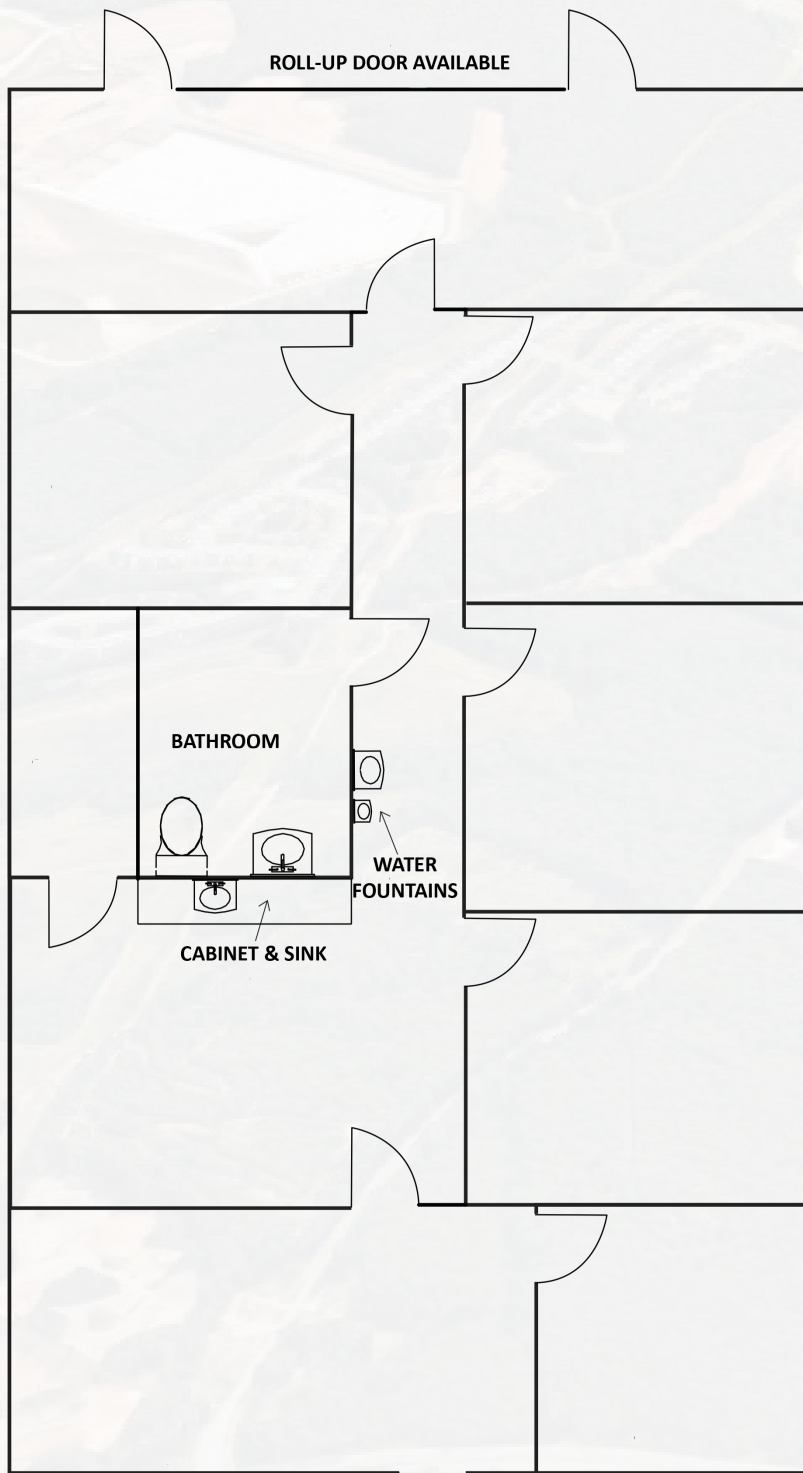 ROLL-UP DOOR AVAILABLE
BATHROOM
WATER
FOUNTAINS
CABINET & SINK